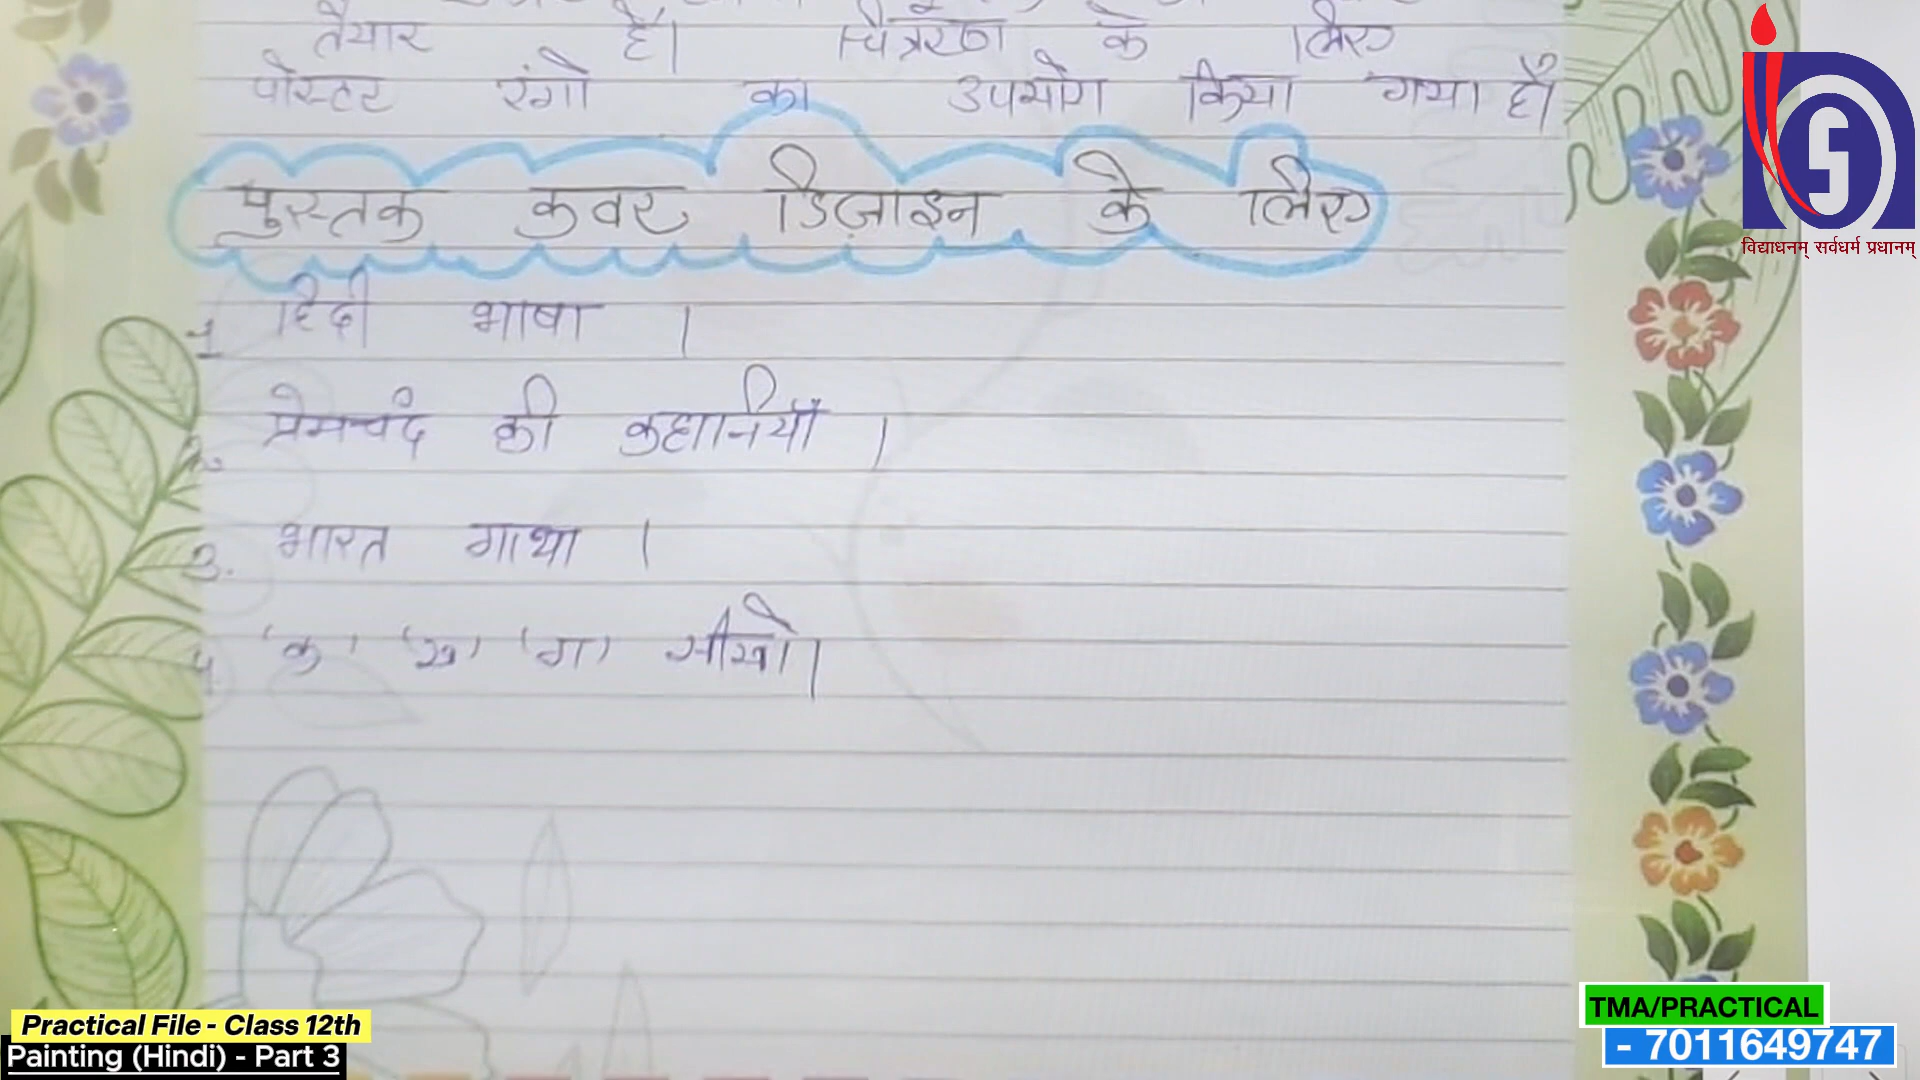 तैयार है। चित्रण के लिए
पोस्टर रंगो का उपयोग किया गया है।
पुस्तक कवर डिज़ाइन के लिए
1. हिंदी भाषा ।
2. प्रेमचंद की कहानियाँ ।
3. भारत गाथा ।
4. 'क' 'ख' 'ग' सीखो।
विद्याधनम् सर्वधर्म प्रधानम्
Practical File - Class 12th
Painting (Hindi) - Part 3
TMA/PRACTICAL
- 7011649747